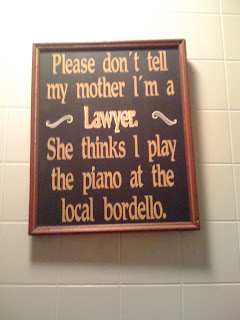 Please don´t tell
my mother I´m a
Lawyer.
She thinks I play
the piano at the
local bordello.